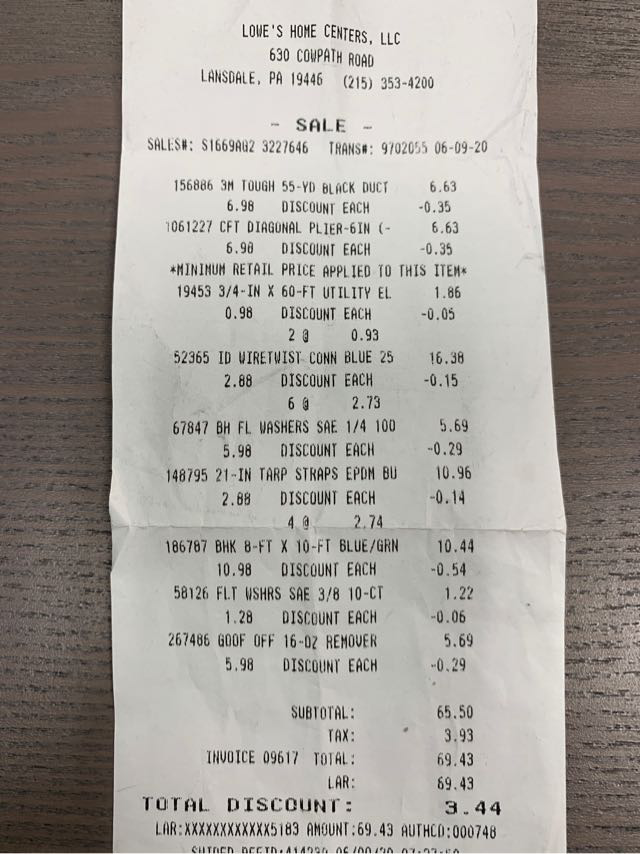 LOWE'S HOME CENTERS, LLC
630 COWPATH ROAD
LANSDALE, PA 19446 (215) 353-4200
- SALE -
SALES#: S1669AQ2 3227646 TRANS#: 9702055 06-09-20
156886 3M TOUGH 55-YD BLACK DUCT 6.63
6.98 DISCOUNT EACH -0.35
1061227 CFT DIAGONAL PLIER-6IN (- 6.63
6.98 DISCOUNT EACH -0.35
*MINIMUM RETAIL PRICE APPLIED TO THIS ITEM*
19453 3/4-IN X 60-FT UTILITY EL 1.86
0.98 DISCOUNT EACH -0.05
2 @ 0.93
52365 ID WIRETWIST CONN BLUE 25 16.38
2.88 DISCOUNT EACH -0.15
6 @ 2.73
67847 BH FL WASHERS SAE 1/4 100 5.69
5.98 DISCOUNT EACH -0.29
148795 21-IN TARP STRAPS EPDM BU 10.96
2.88 DISCOUNT EACH -0.14
4 @ 2.74
186787 BHK 8-FT X 10-FT BLUE/GRN 10.44
10.98 DISCOUNT EACH -0.54
58126 FLT WSHRS SAE 3/8 10-CT 1.22
1.28 DISCOUNT EACH -0.06
267486 GOOF OFF 16-OZ REMOVER 5.69
5.98 DISCOUNT EACH -0.29
SUBTOTAL: 65.50
TAX: 3.93
INVOICE 09617 TOTAL: 69.43
LAR: 69.43
TOTAL DISCOUNT: 3.44
LAR:XXXXXXXXXXXX5183 AMOUNT:69.43 AUTHCD:000748